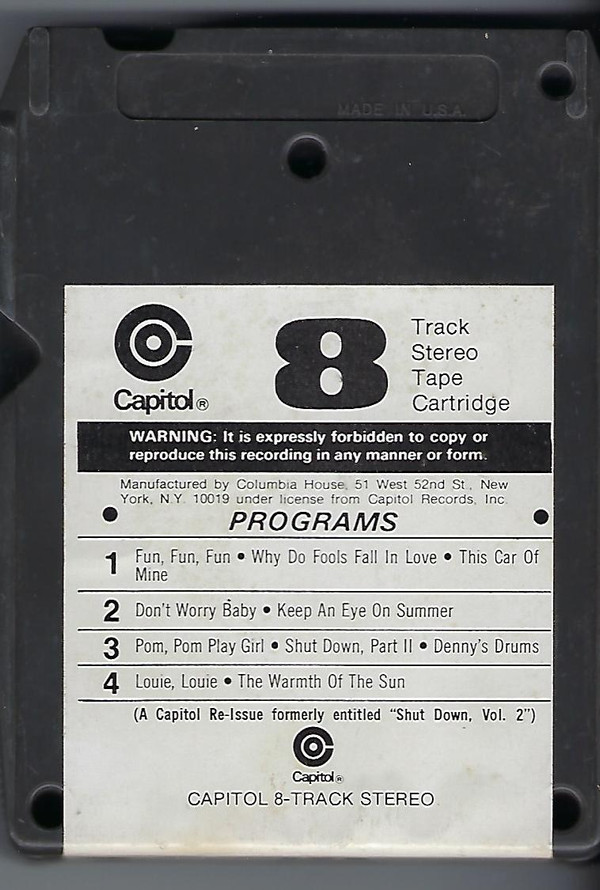 MADE IN U.S.A.
Capitol®
8
Track
Stereo
Tape
Cartridge
WARNING: It is expressly forbidden to copy or
reproduce this recording in any manner or form.
Manufactured by Columbia House, 51 West 52nd St., New
York, N.Y. 10019 under license from Capitol Records, Inc.
• PROGRAMS •
1 Fun, Fun, Fun • Why Do Fools Fall In Love • This Car Of
Mine
2 Don't Worry Baby • Keep An Eye On Summer
3 Pom, Pom Play Girl • Shut Down, Part II • Denny's Drums
4 Louie, Louie • The Warmth Of The Sun
(A Capitol Re-Issue formerly entitled "Shut Down, Vol. 2")
Capitol®
CAPITOL 8-TRACK STEREO